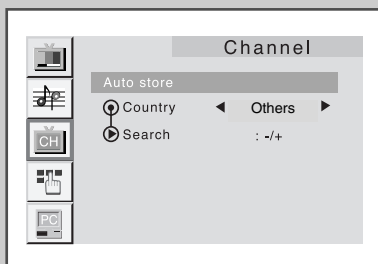 Channel
Auto store
Country ◀ Others ▶
CH Search : -/+
PC